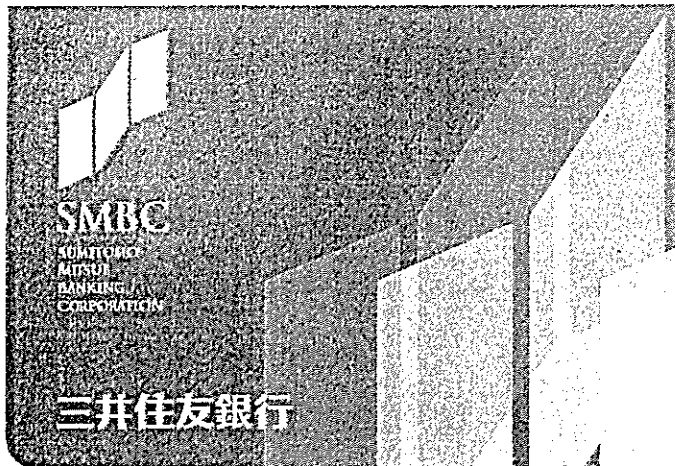 SMBC
SUMITOMO
MITSUI
BANKING
CORPORATION
三井住友銀行